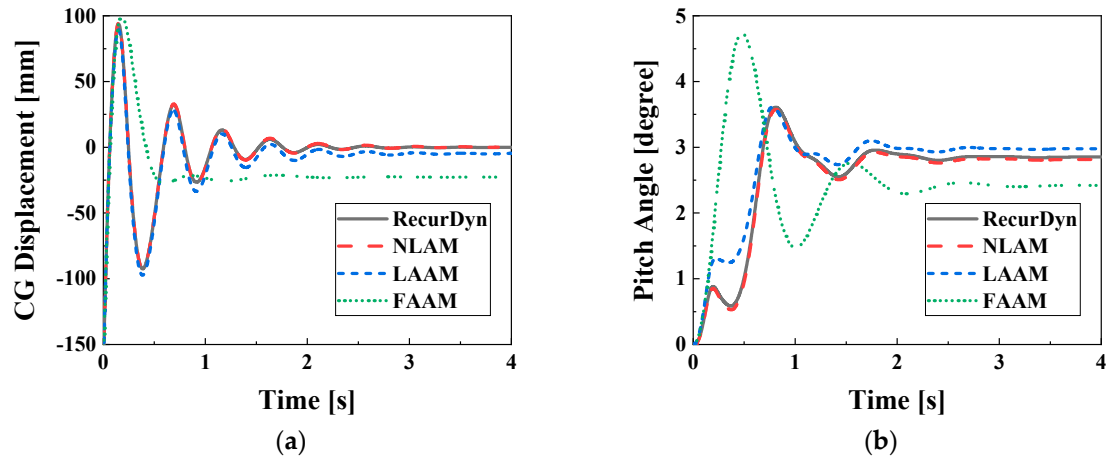 CG Displacement [mm]
100
50
0
-50
-100
-150
RecurDyn
NLAM
LAAM
FAAM
0 1 2 3 4
Time [s]
(a)
Pitch Angle [degree]
5
4
3
2
1
0
RecurDyn
NLAM
LAAM
FAAM
0 1 2 3 4
Time [s]
(b)